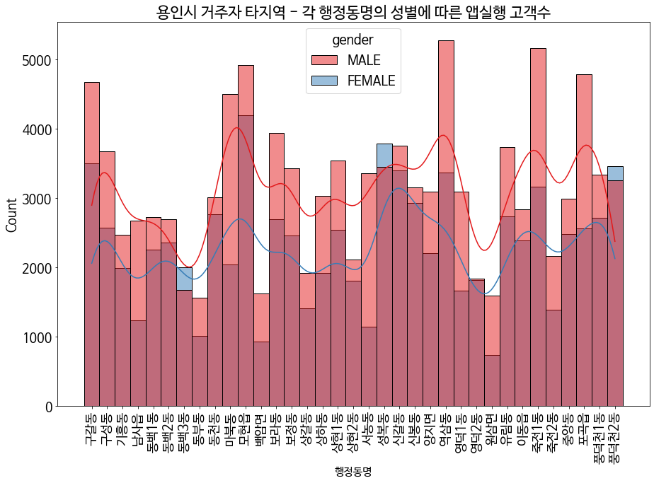 용인시 거주자 타지역 - 각 행정동명의 성별에 따른 앱실행 고객수
gender
MALE
FEMALE
Count
5000
4000
3000
2000
1000
0
구갈동
구성동
기흥동
남사읍
동백1동
동백2동
동백3동
동부동
동천동
마북동
모현읍
백암면
보라동
보정동
상갈동
상하동
상현1동
상현2동
서농동
성복동
신갈동
신봉동
양지면
역삼동
영덕1동
영덕2동
원삼면
유림동
이동읍
죽전1동
죽전2동
중앙동
포곡읍
풍덕천1동
풍덕천2동
행정동명